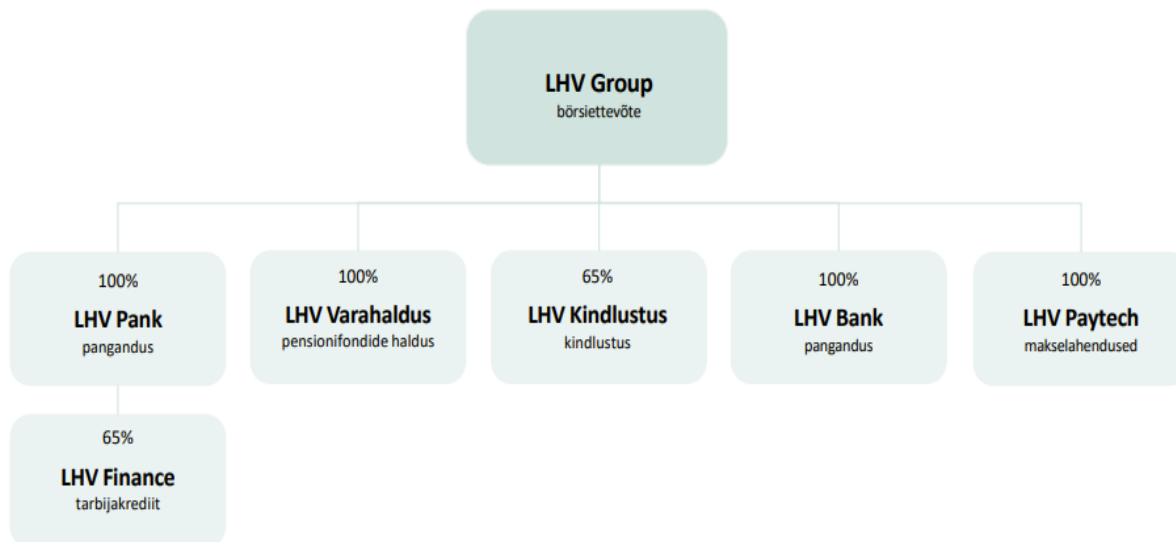 LHV Group
börsiettevõte
100%
LHV Pank
pangandus
100%
LHV Varahaldus
pensionifondide haldus
65%
LHV Kindlustus
kindlustus
100%
LHV Bank
pangandus
100%
LHV Paytech
makselahendused
65%
LHV Finance
tarbijakrediit